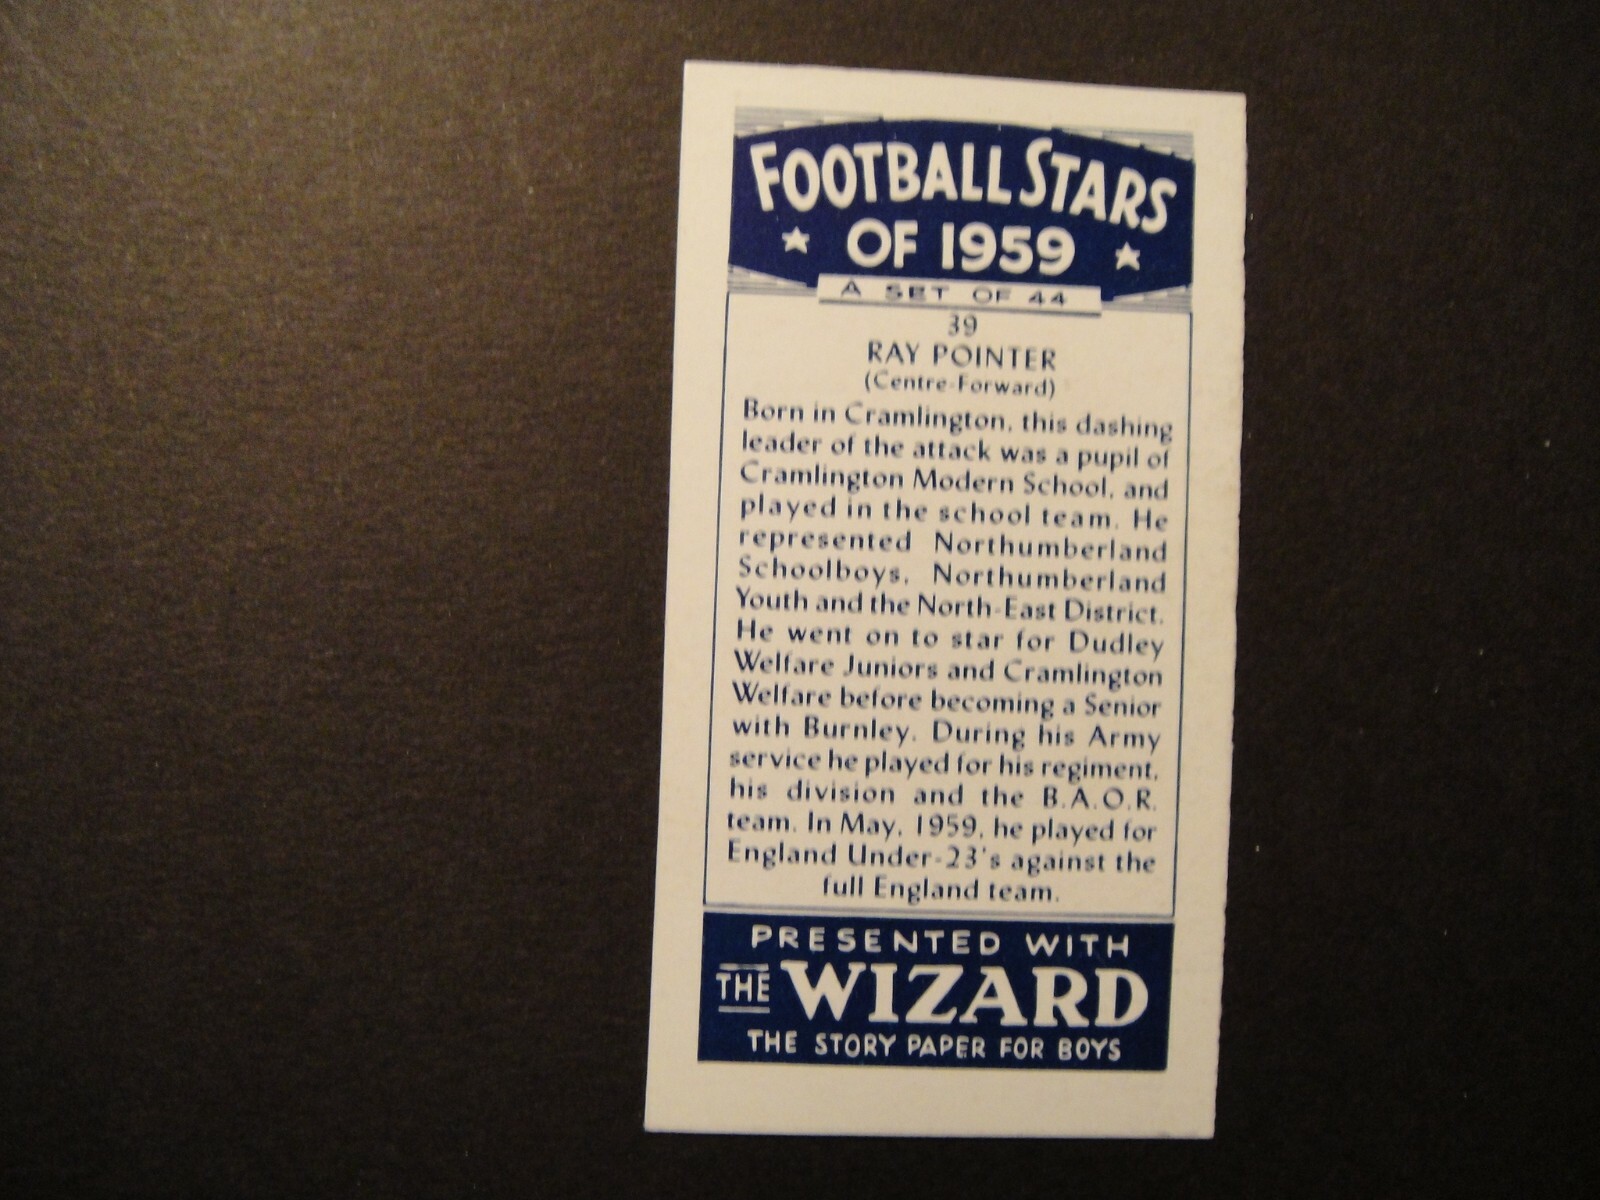 FOOTBALL STARS
OF 1959
A SET OF 44
39
RAY POINTER
(Centre-Forward)
Born in Cramlington, this dashing
leader of the attack was a pupil of
Cramlington Modern School, and
played in the school team. He
represented Northumberland
Schoolboys, Northumberland
Youth and the North-East District.
He went on to star for Dudley
Welfare Juniors and Cramlington
Welfare before becoming a Senior
with Burnley. During his Army
service he played for his regiment,
his division and the B.A.O.R.
team. In May, 1959, he played for
England Under-23's against the
full England team.
PRESENTED WITH
THE WIZARD
THE STORY PAPER FOR BOYS